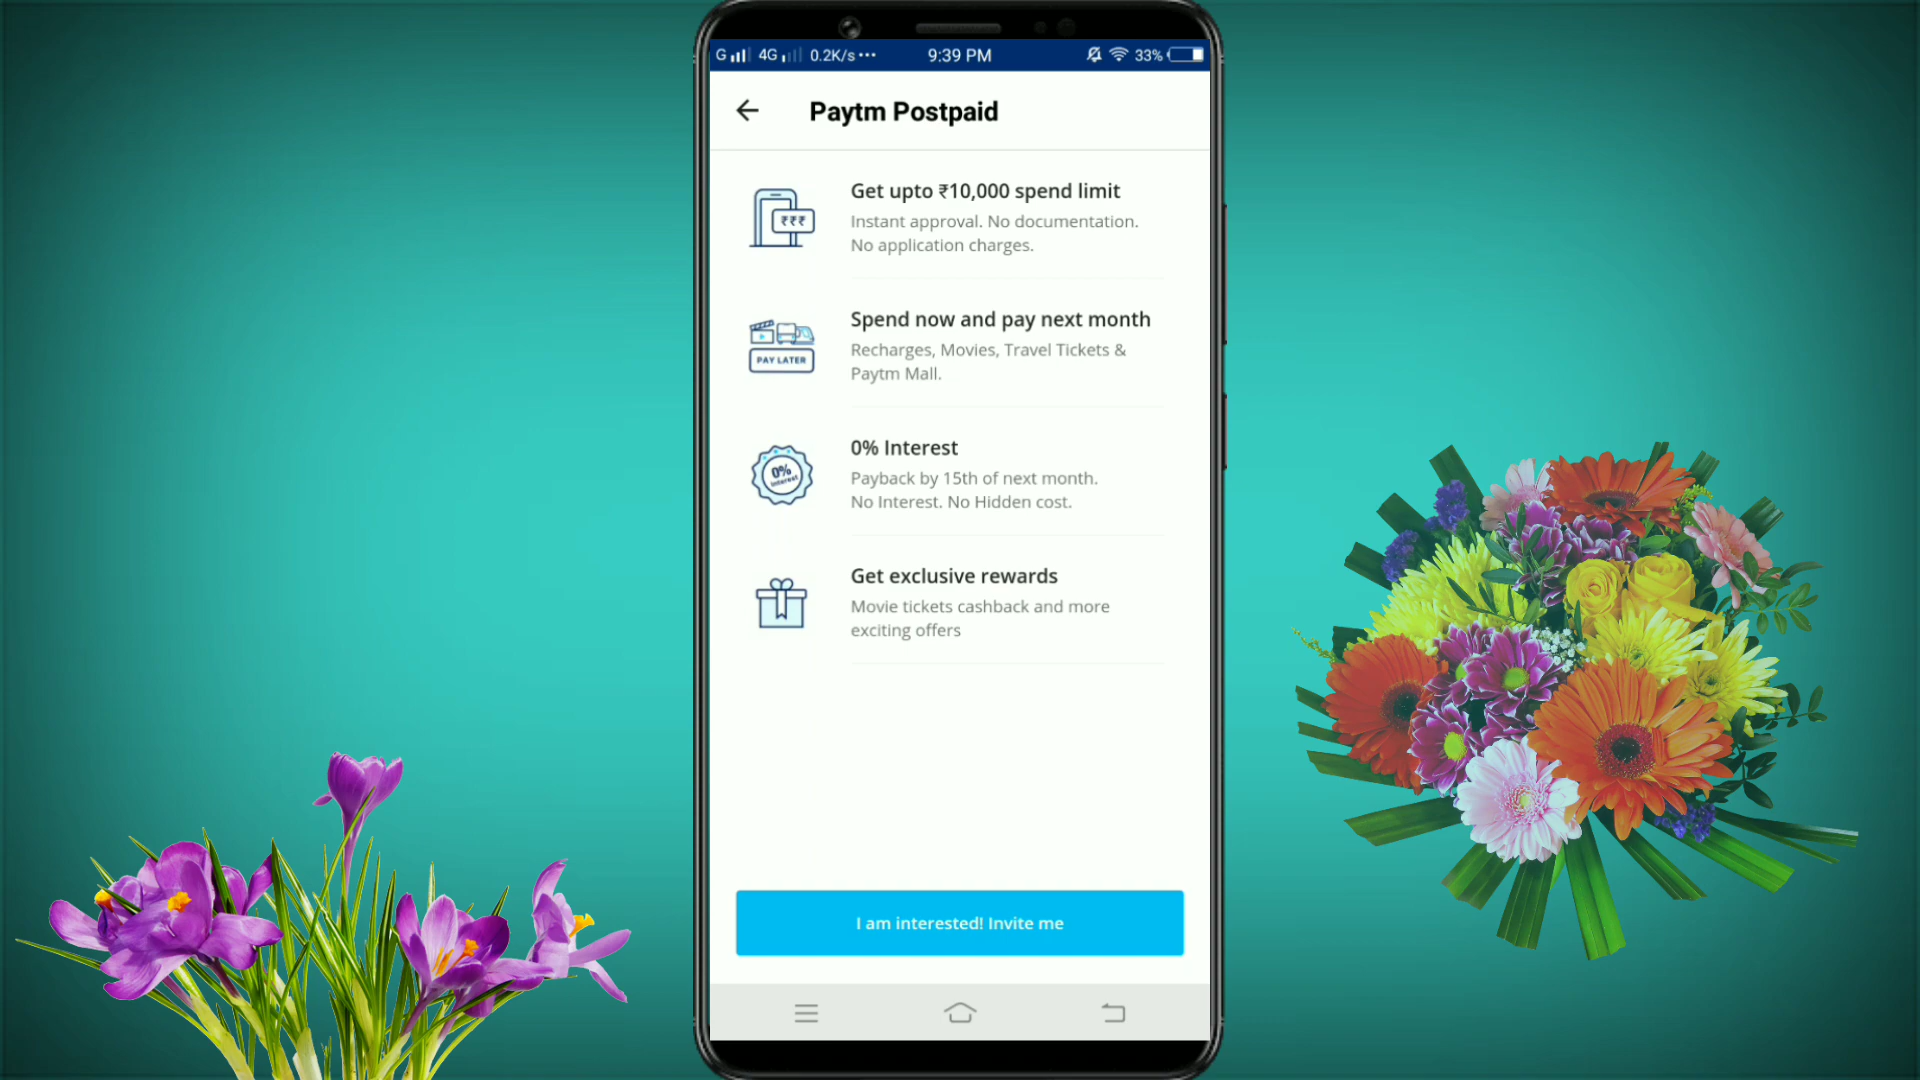 G 4G 0.2K/s ··· 9:39 PM 33%
Paytm Postpaid
₹₹₹
Get upto ₹10,000 spend limit
Instant approval. No documentation.
No application charges.
PAY LATER
Spend now and pay next month
Recharges, Movies, Travel Tickets &
Paytm Mall.
0%
Interest
0% Interest
Payback by 15th of next month.
No Interest. No Hidden cost.
Get exclusive rewards
Movie tickets cashback and more
exciting offers
I am interested! Invite me